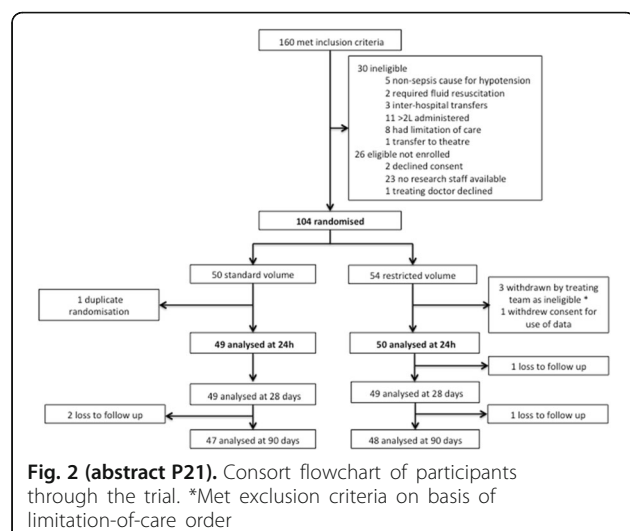 160 met inclusion criteria
30 ineligible
5 non-sepsis cause for hypotension
2 required fluid resuscitation
3 inter-hospital transfers
11 >2L administered
8 had limitation of care
1 transfer to theatre
26 eligible not enrolled
2 declined consent
23 no research staff available
1 treating doctor declined
104 randomised
50 standard volume
54 restricted volume
1 duplicate
randomisation
3 withdrawn by treating
team as ineligible *
1 withdrew consent for
use of data
49 analysed at 24h
50 analysed at 24h
1 loss to follow up
49 analysed at 28 days
49 analysed at 28 days
2 loss to follow up
1 loss to follow up
47 analysed at 90 days
48 analysed at 90 days
Fig. 2 (abstract P21). Consort flowchart of participants
through the trial. *Met exclusion criteria on basis of
limitation-of-care order